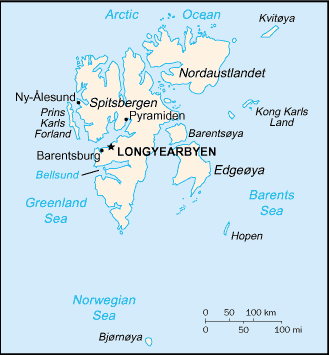 Arctic Ocean
Kvitøya
Nordaustlandet
Ny-Ålesund
Spitsbergen
Prins
Karls
Forland
Pyramiden
Kong Karls
Land
Barentsøya
Barentsburg
LONGYEARBYEN
Bellsund
Edgeøya
Greenland
Sea
Barents
Sea
Hopen
Norwegian
Sea
Bjørnøya
0 50 100 km
0 50 100 mi